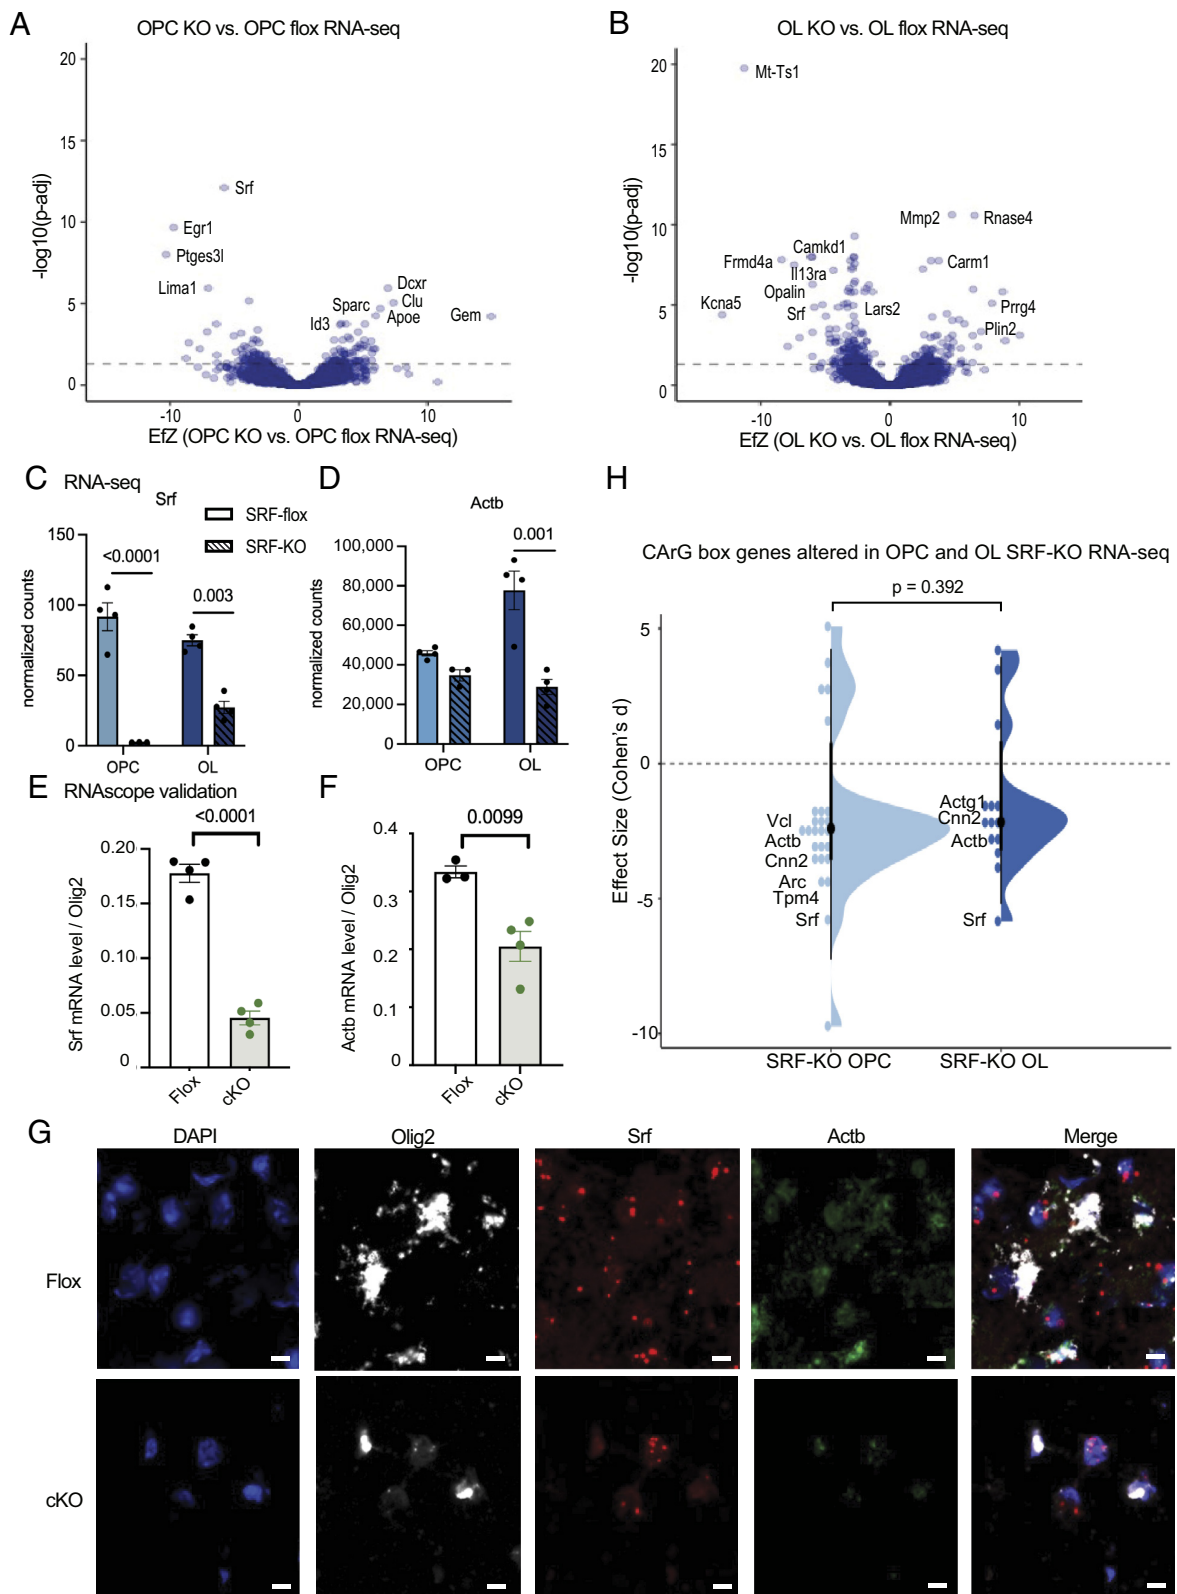 A
OPC KO vs. OPC flox RNA-seq
20
15
10
5
0
-log10(p-adj)
Srf
Egr1
Ptges3l
Lima1
Dcxr
Clu
Sparc
Apoe
Gem
Id3
-10
0
10
EfZ (OPC KO vs. OPC flox RNA-seq)
B
OL KO vs. OL flox RNA-seq
20
15
10
5
0
-log10(p-adj)
Mt-Ts1
Mmp2
Rnase4
Camkd1
Frmd4a
Il13ra
Carm1
Opalin
Kcna5
Srf
Lars2
Prrg4
Plin2
-10
0
10
EfZ (OL KO vs. OL flox RNA-seq)
C
RNA-seq
Srf
SRF-flox
SRF-KO
150
100
50
0
normalized counts
<0.0001
0.003
OPC
OL
D
Actb
100,000
80,000
60,000
40,000
20,000
0
normalized counts
0.001
OPC
OL
E
RNAscope validation
<0.0001
0.20
0.15
0.10
0.05
0
Srf mRNA level / Olig2
Flox
cKO
F
0.0099
0.4
0.3
0.2
0.1
0
Actb mRNA level / Olig2
Flox
cKO
H
CArG box genes altered in OPC and OL SRF-KO RNA-seq
p = 0.392
5
0
-5
-10
Effect Size (Cohen's d)
Vcl
Actb
Cnn2
Arc
Tpm4
Srf
Actg1
Cnn2
Actb
Srf
SRF-KO OPC
SRF-KO OL
G
DAPI
Olig2
Srf
Actb
Merge
Flox
cKO